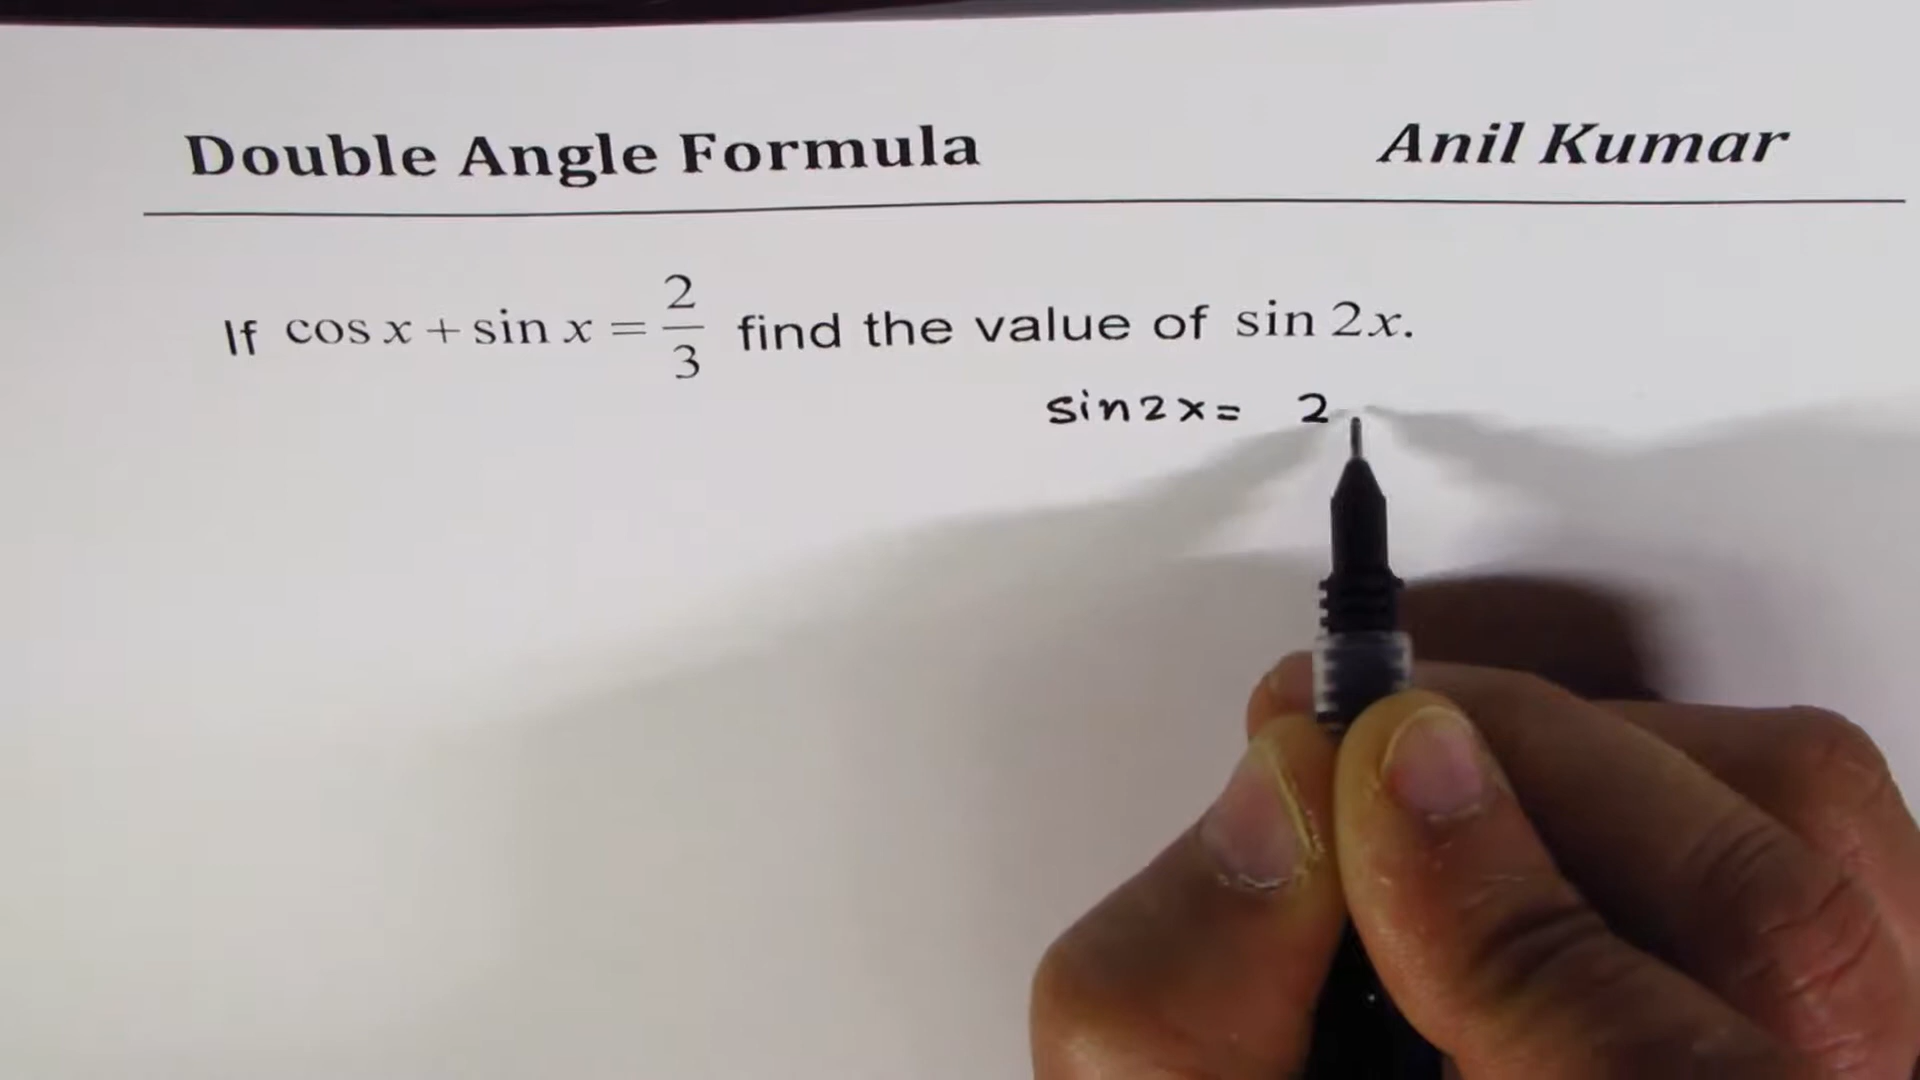 Double Angle Formula Anil Kumar
If cos x + sin x = 2/3 find the value of sin 2x.
sin2x= 2